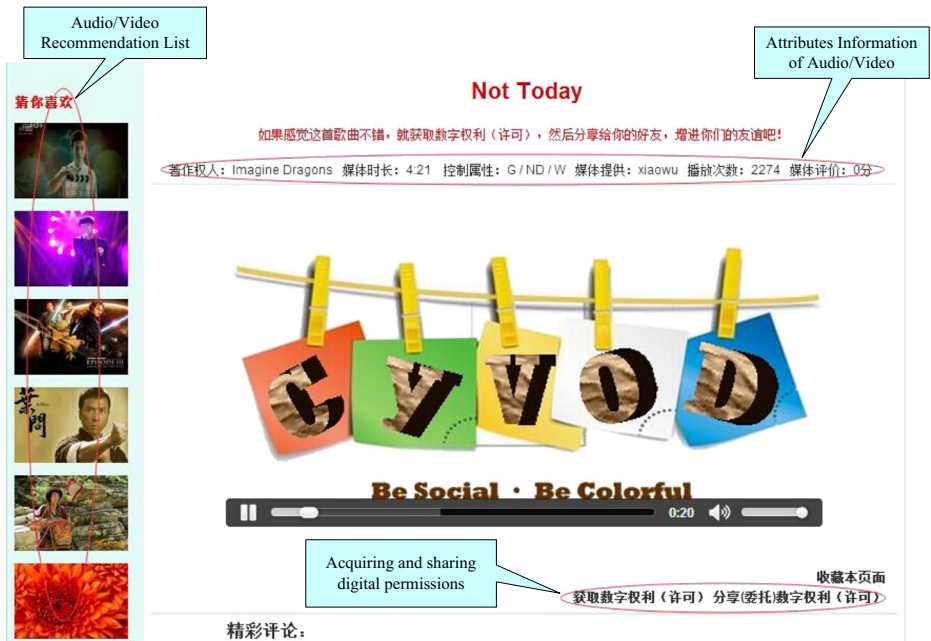 Audio/Video
Recommendation List
Attributes Information
of Audio/Video
猜你喜欢
Not Today
如果感觉这首歌曲不错，就获取数字权利（许可），然后分享给你的好友，增进你们的友谊吧！
著作权人：Imagine Dragons 媒体时长：4:21 控制属性：G / ND / W 媒体提供：xiaowu 播放次数：2274 媒体评价：0分
EPISODE III
葉問
CyVOD
Be Social · Be Colorful
0:20
Acquiring and sharing
digital permissions
收藏本页面
获取数字权利（许可） 分享(委托)数字权利（许可）
精彩评论：